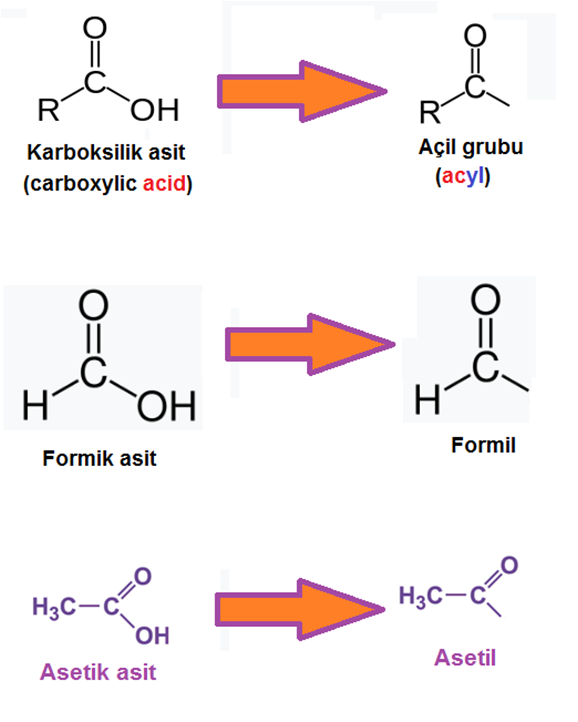 O
R C OH
Karboksilik asit
(carboxylic acid)
O
R C
Açil grubu
(acyl)
O
H C OH
Formik asit
O
H C
Formil
O
H₃C–C
OH
Asetik asit
O
H₃C–C
Asetil